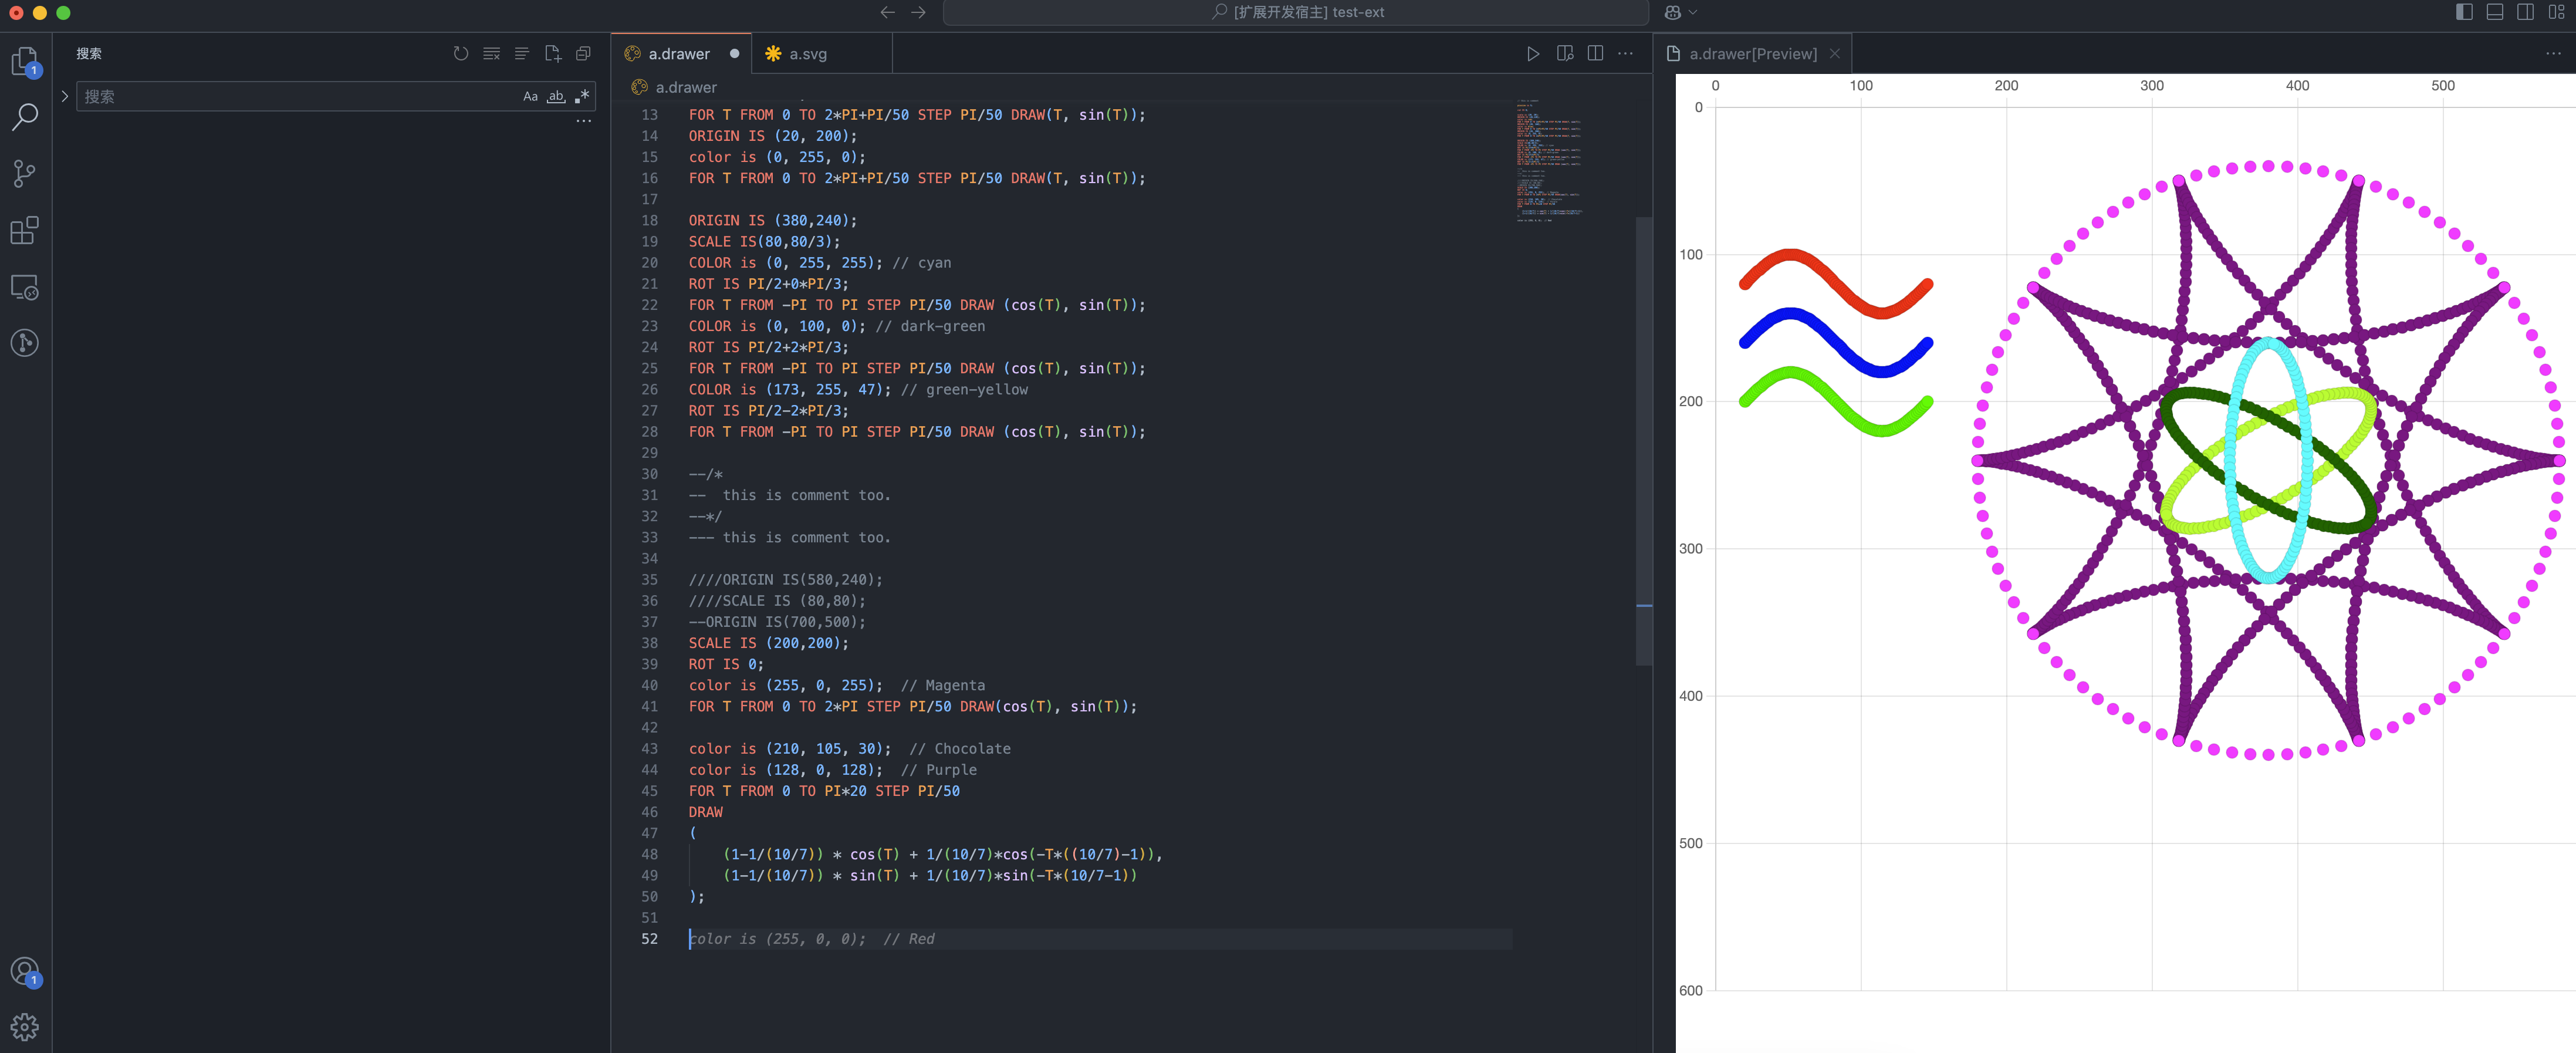 [扩展开发宿主] test-ext
搜索
a.drawer
a.svg
a.drawer[Preview]
1
搜索
Aa
ab
a.drawer
13 FOR T FROM 0 TO 2*PI+PI/50 STEP PI/50 DRAW(T, sin(T));
14 ORIGIN IS (20, 200);
15 color is (0, 255, 0);
16 FOR T FROM 0 TO 2*PI+PI/50 STEP PI/50 DRAW(T, sin(T));
17
18 ORIGIN IS (380,240);
19 SCALE IS(80,80/3);
20 COLOR is (0, 255, 255); // cyan
21 ROT IS PI/2+0*PI/3;
22 FOR T FROM -PI TO PI STEP PI/50 DRAW (cos(T), sin(T));
23 COLOR is (0, 100, 0); // dark-green
24 ROT IS PI/2+2*PI/3;
25 FOR T FROM -PI TO PI STEP PI/50 DRAW (cos(T), sin(T));
26 COLOR is (173, 255, 47); // green-yellow
27 ROT IS PI/2-2*PI/3;
28 FOR T FROM -PI TO PI STEP PI/50 DRAW (cos(T), sin(T));
29
30 --/*
31 --  this is comment too.
32 --*/
33 --- this is comment too.
34
35 ////ORIGIN IS(580,240);
36 ////SCALE IS (80,80);
37 --ORIGIN IS(700,500);
38 SCALE IS (200,200);
39 ROT IS 0;
40 color is (255, 0, 255);  // Magenta
41 FOR T FROM 0 TO 2*PI STEP PI/50 DRAW(cos(T), sin(T));
42
43 color is (210, 105, 30);  // Chocolate
44 color is (128, 0, 128);  // Purple
45 FOR T FROM 0 TO PI*20 STEP PI/50
46 DRAW
47 (
48     (1-1/(10/7)) * cos(T) + 1/(10/7)*cos(-T*((10/7)-1)),
49     (1-1/(10/7)) * sin(T) + 1/(10/7)*sin(-T*(10/7-1))
50 );
51
52 color is (255, 0, 0);  // Red
1
0 100 200 300 400 500
0
100
200
300
400
500
600